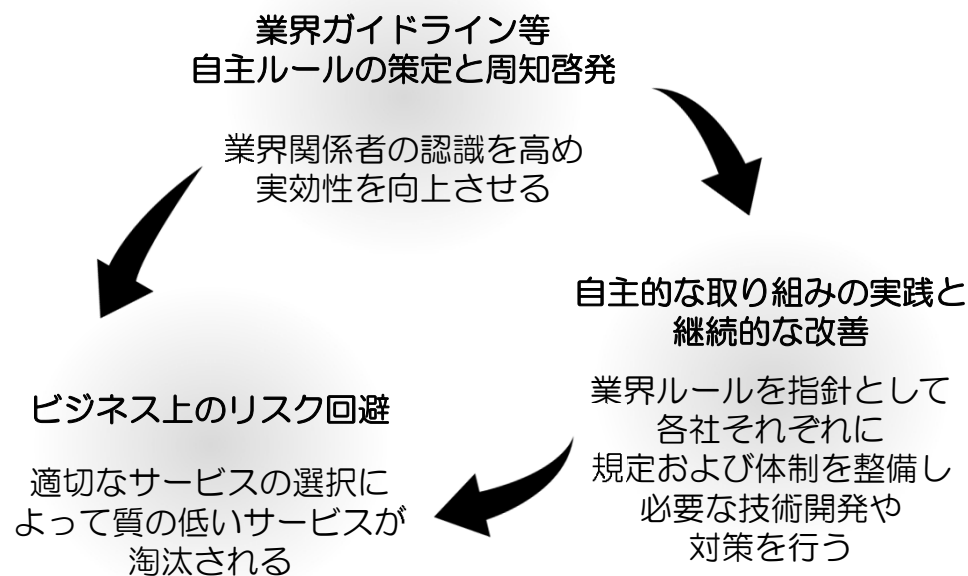 業界ガイドライン等
自主ルールの策定と周知啓発
業界関係者の認識を高め
実効性を向上させる
自主的な取り組みの実践と
継続的な改善
業界ルールを指針として
各社それぞれに
規定および体制を整備し
必要な技術開発や
対策を行う
ビジネス上のリスク回避
適切なサービスの選択に
よって質の低いサービスが
淘汰される